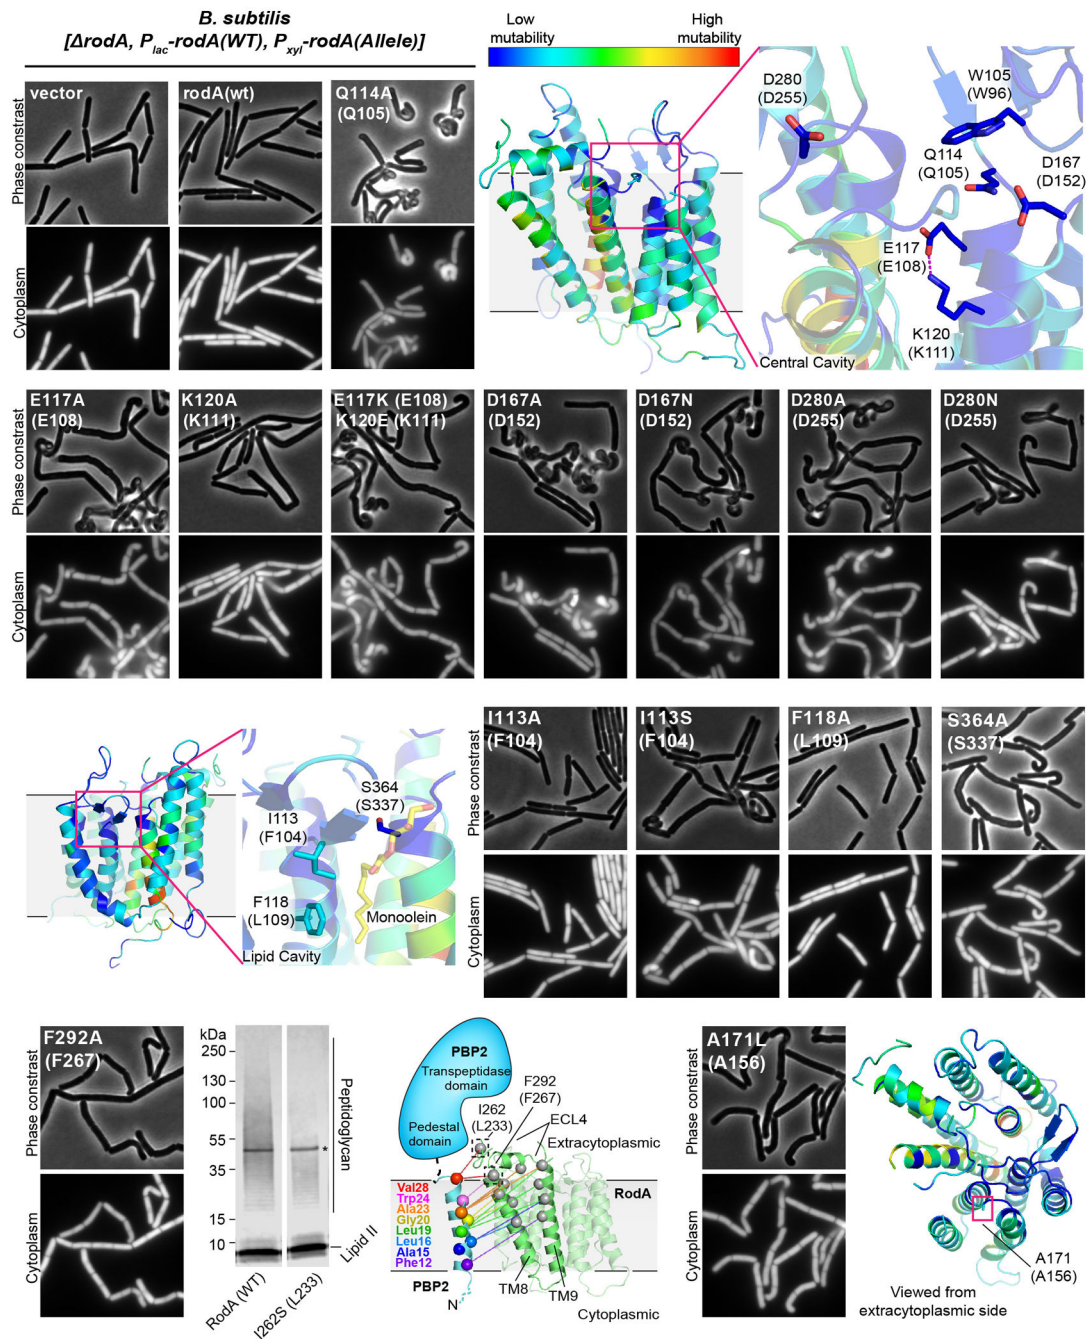 B. subtilis
[ΔrodA, Plac-rodA(WT), Pxyl-rodA(Allele)]
Low mutability
High mutability
Phase constrast
Cytoplasm
vector
rodA(wt)
Q114A
(Q105)
D280
(D255)
W105
(W96)
Q114
(Q105)
D167
(D152)
E117
(E108)
K120
(K111)
Central Cavity
Phase constrast
Cytoplasm
E117A
(E108)
K120A
(K111)
E117K (E108)
K120E (K111)
D167A
(D152)
D167N
(D152)
D280A
(D255)
D280N
(D255)
S364
(S337)
I113
(F104)
F118
(L109)
Monoolein
Lipid Cavity
Phase constrast
Cytoplasm
I113A
(F104)
I113S
(F104)
F118A
(L109)
S364A
(S337)
Phase constrast
Cytoplasm
F292A
(F267)
kDa
250
130
100
55
35
15
10
*
Peptidoglycan
Lipid II
RodA (WT)
I262S (L233)
PBP2
Transpeptidase
domain
Pedestal
domain
I262
(L233)
F292
(F267)
ECL4
Extracytoplasmic
RodA
Val28
Trp24
Ala23
Gly20
Leu19
Leu16
Ala15
Phe12
PBP2
N
TM8
TM9
Cytoplasmic
Phase constrast
Cytoplasm
A171L
(A156)
A171
(A156)
Viewed from
extracytoplasmic side